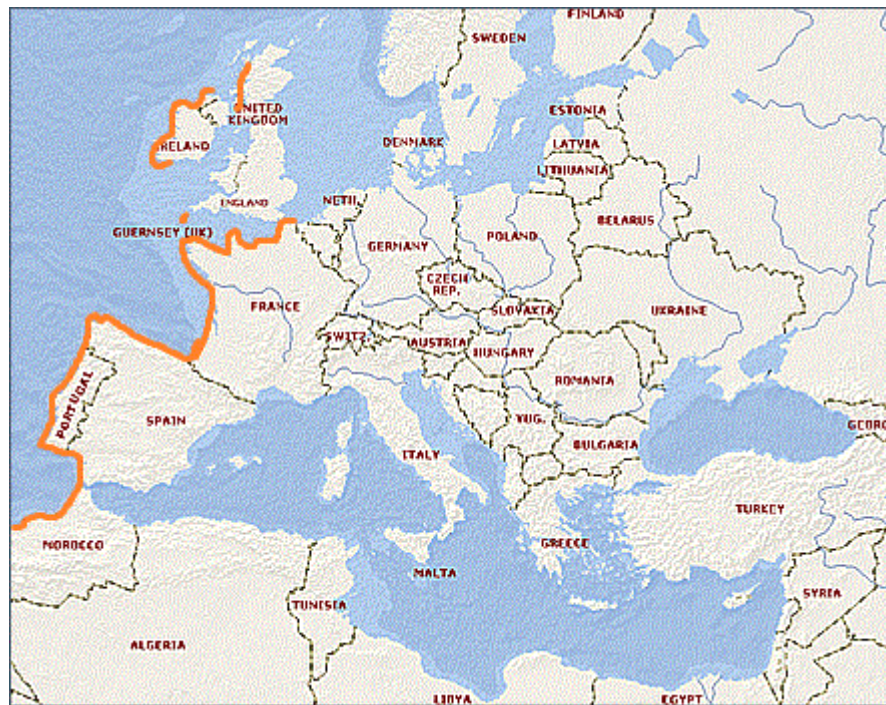 FINLAND
SWEDEN
ESTONIA
UNITED
KINGDOM
DENMARK
LATVIA
IRELAND
LITHUANIA
NETH.
ENGLAND
BELARUS
GUERNSEY (UK)
GERMANY
POLAND
CZECH
REP.
FRANCE
SLOVAKIA
UKRAINE
SWITZ.
AUSTRIA
HUNGARY
ROMANIA
PORTUGAL
SPAIN
YUG.
BULGARIA
GEORG
ITALY
TURKEY
MOROCCO
GREECE
MALTA
SYRIA
TUNISIA
ALGERIA
LIBYA
EGYPT